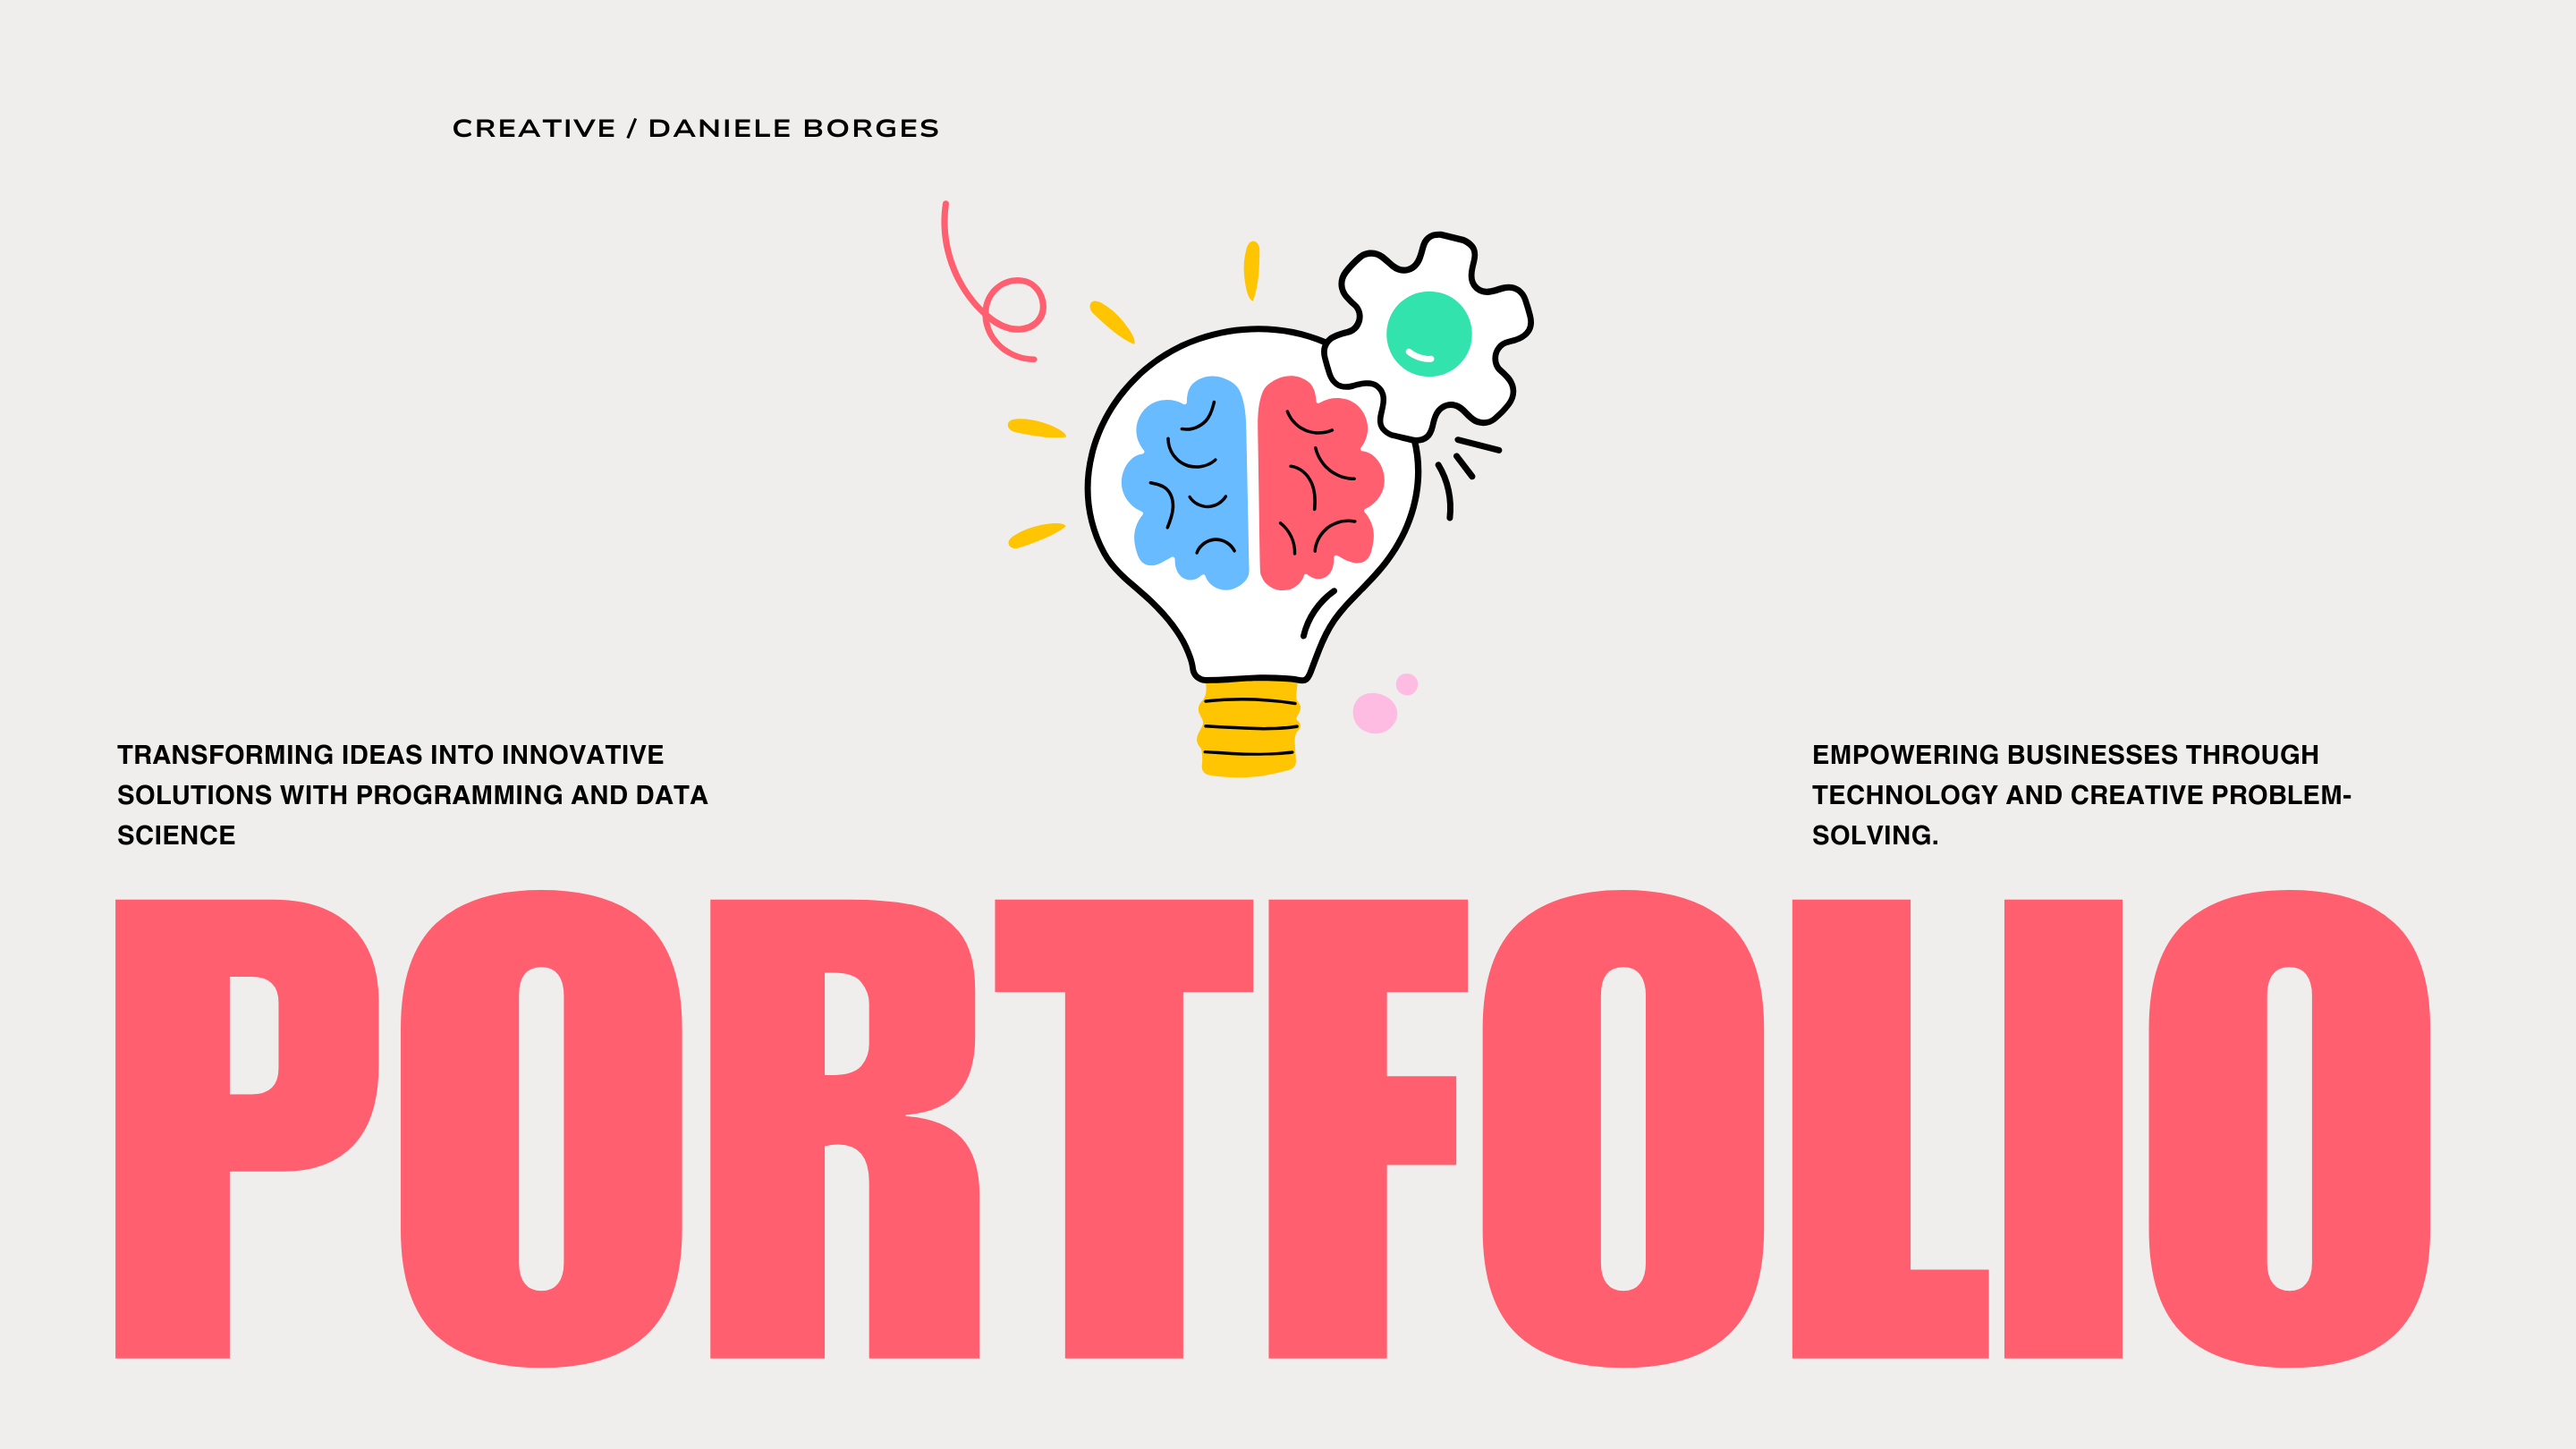 CREATIVE / DANIELE BORGES
TRANSFORMING IDEAS INTO INNOVATIVE
SOLUTIONS WITH PROGRAMMING AND DATA
SCIENCE
EMPOWERING BUSINESSES THROUGH
TECHNOLOGY AND CREATIVE PROBLEM-
SOLVING.
PORTFOLIO